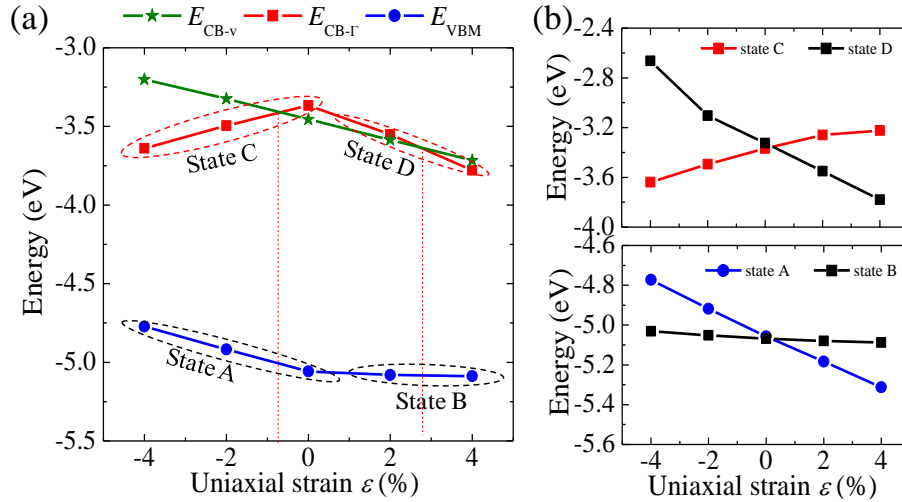 (a)
E_CB-v E_CB-Γ E_VBM
-3.0
-3.5
-4.0
-4.5
-5.0
-5.5
Energy (eV)
State C
State D
State A
State B
-4 -2 0 2 4
Uniaxial strain ε (%)
(b)
state C state D
-2.4
-2.8
-3.2
-3.6
-4.0
Energy (eV)
state A state B
-4.6
-4.8
-5.0
-5.2
-5.4
-5.6
Energy (eV)
-4 -2 0 2 4
Uniaxial strain ε (%)